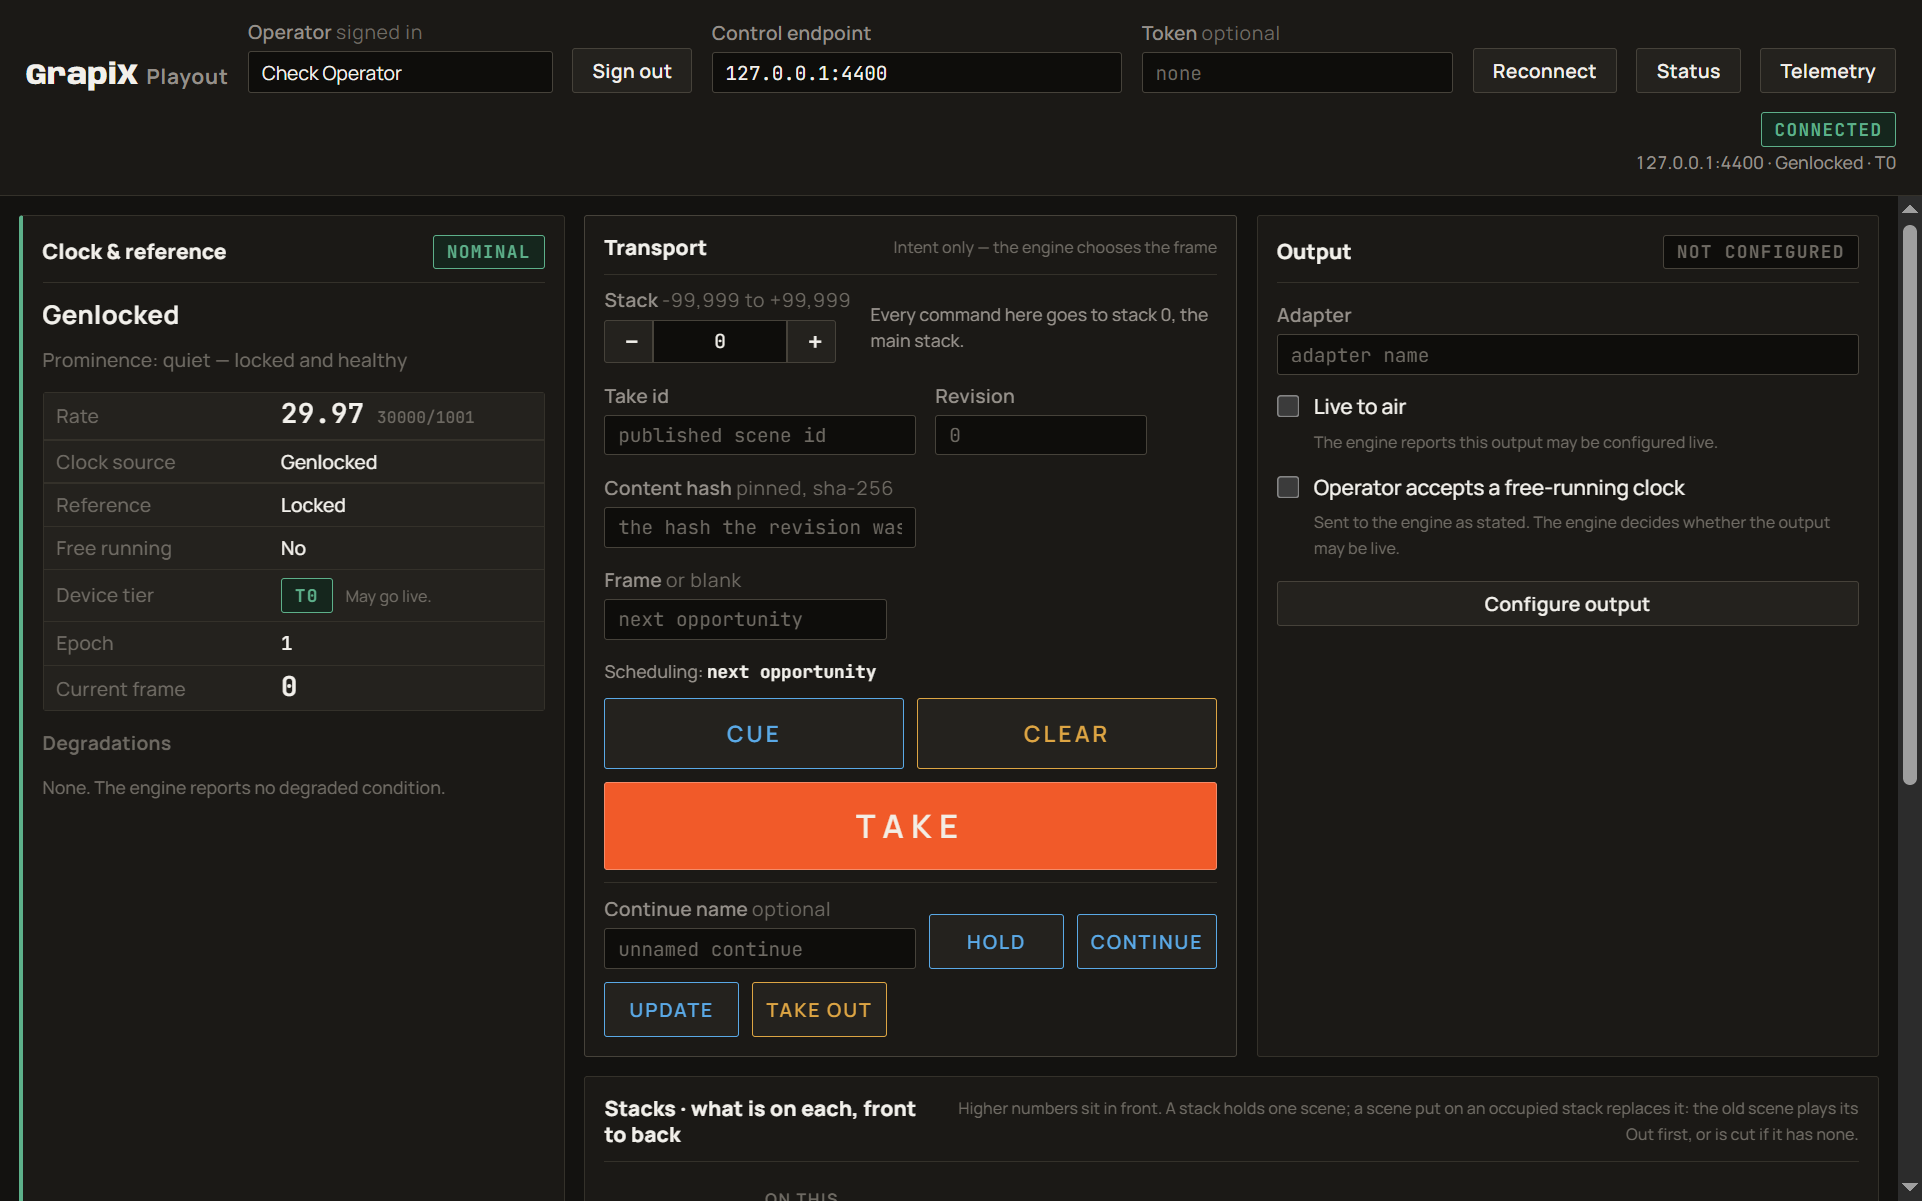 GrapiX Playout
Operator signed in
Check Operator
Sign out
Control endpoint
127.0.0.1:4400
Token optional
none
Reconnect
Status
Telemetry
CONNECTED
127.0.0.1:4400 · Genlocked · T0
Clock & reference
NOMINAL
Genlocked
Prominence: quiet — locked and healthy
Rate 29.97 30000/1001
Clock source Genlocked
Reference Locked
Free running No
Device tier T0 May go live.
Epoch 1
Current frame 0
Degradations
None. The engine reports no degraded condition.
Transport
Intent only — the engine chooses the frame
Stack -99,999 to +99,999
− 0 +
Every command here goes to stack 0, the
main stack.
Take id
published scene id
Revision
0
Content hash pinned, sha-256
the hash the revision was
Frame or blank
next opportunity
Scheduling: next opportunity
CUE
CLEAR
TAKE
Continue name optional
unnamed continue
HOLD
CONTINUE
UPDATE
TAKE OUT
Output
NOT CONFIGURED
Adapter
adapter name
Live to air
The engine reports this output may be configured live.
Operator accepts a free-running clock
Sent to the engine as stated. The engine decides whether the output
may be live.
Configure output
Stacks · what is on each, front
to back
Higher numbers sit in front. A stack holds one scene; a scene put on an occupied stack replaces it: the old scene plays its
Out first, or is cut if it has none.
ON THIS